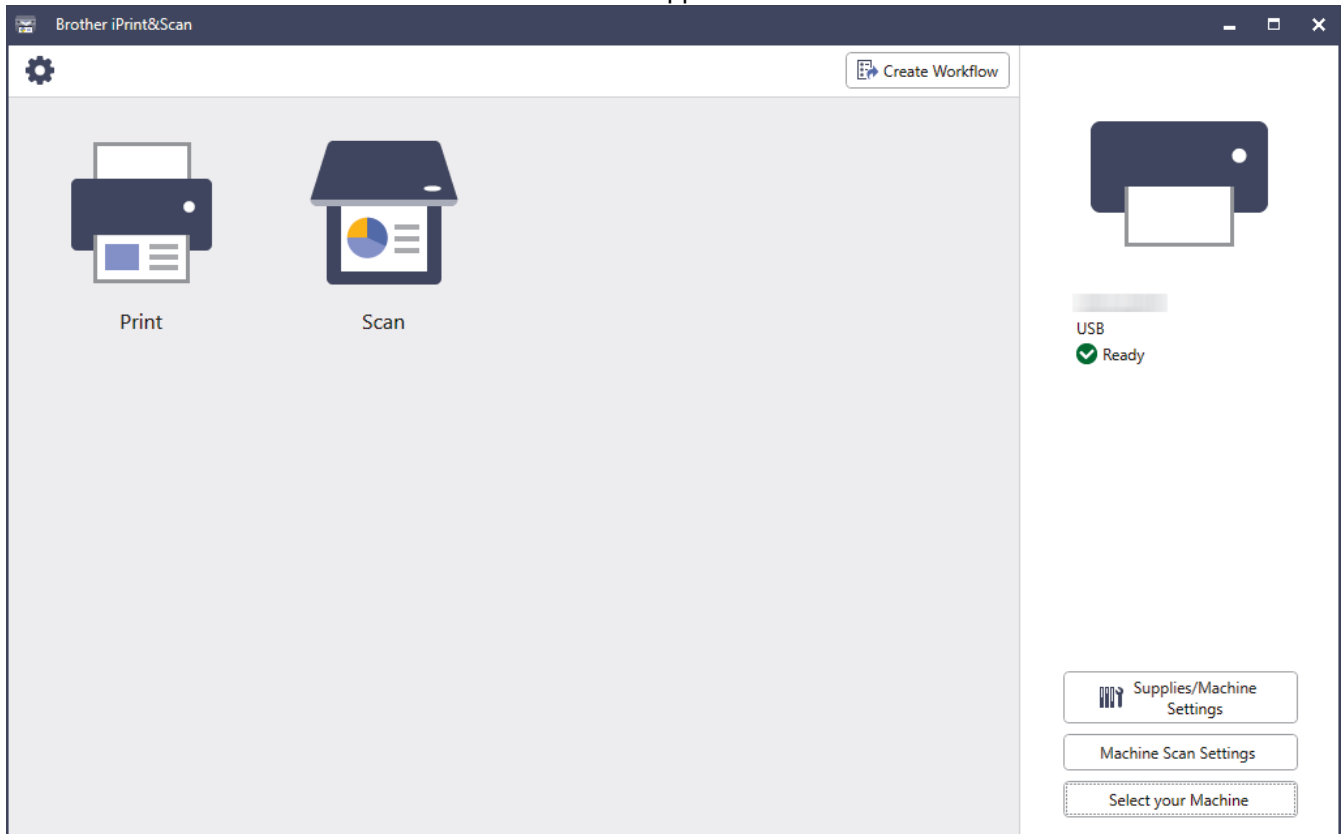 Brother iPrint&Scan
Create Workflow
Print
Scan
USB
Ready
Supplies/Machine
Settings
Machine Scan Settings
Select your Machine